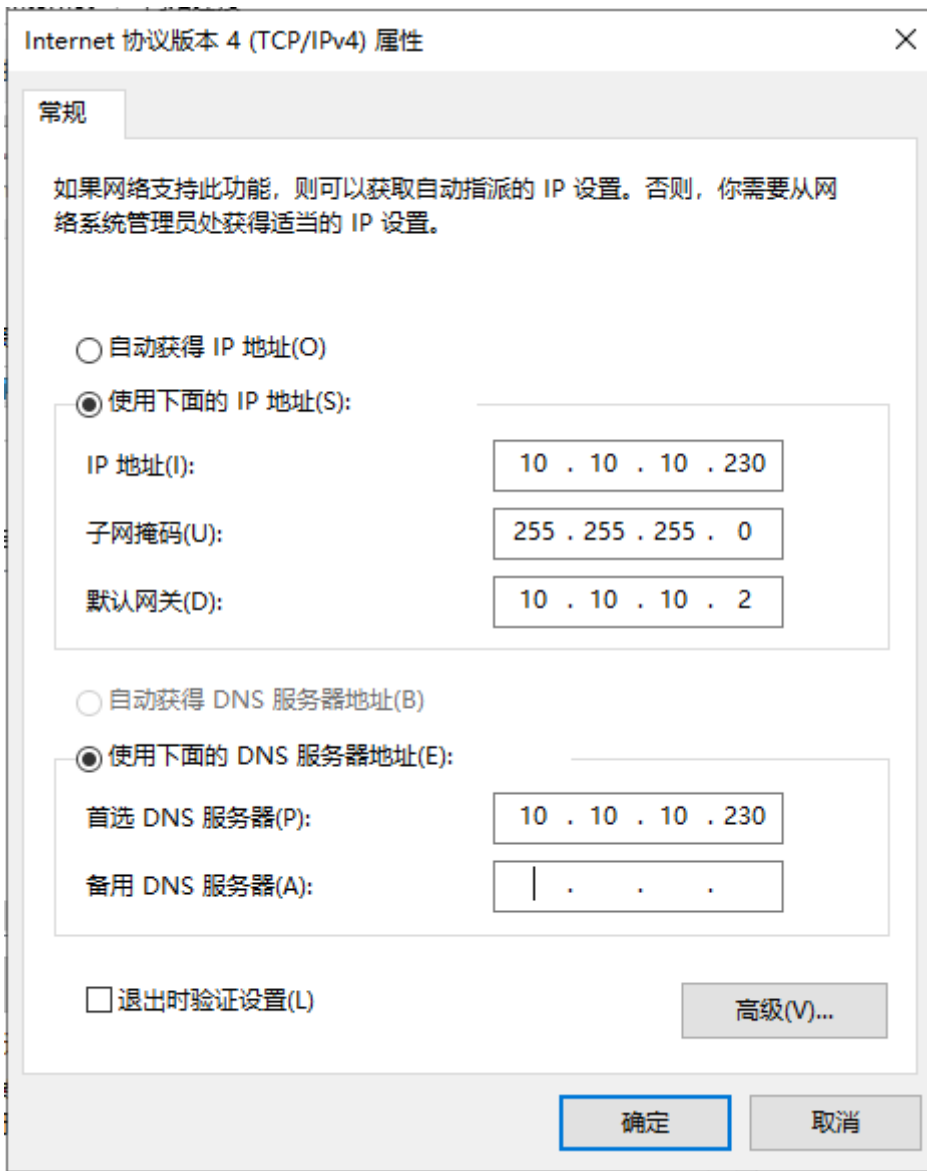 Internet 协议版本 4 (TCP/IPv4) 属性
常规
如果网络支持此功能，则可以获取自动指派的 IP 设置。否则，你需要从网
络系统管理员处获得适当的 IP 设置。
自动获得 IP 地址(O)
使用下面的 IP 地址(S):
IP 地址(I):
10 . 10 . 10 . 230
子网掩码(U):
255 . 255 . 255 . 0
默认网关(D):
10 . 10 . 10 . 2
自动获得 DNS 服务器地址(B)
使用下面的 DNS 服务器地址(E):
首选 DNS 服务器(P):
10 . 10 . 10 . 230
备用 DNS 服务器(A):
. . .
退出时验证设置(L)
高级(V)...
确定
取消